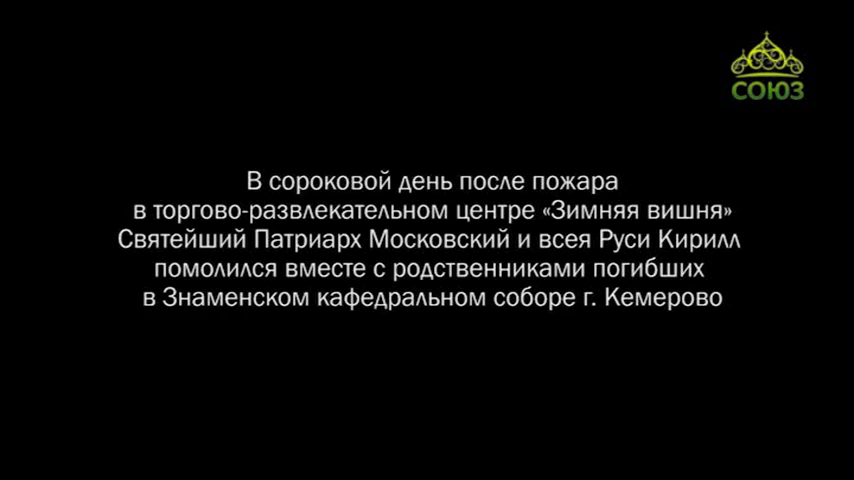 СОЮЗ
В сороковой день после пожара
в торгово-развлекательном центре «Зимняя вишня»
Святейший Патриарх Московский и всея Руси Кирилл
помолился вместе с родственниками погибших
в Знаменском кафедральном соборе г. Кемерово